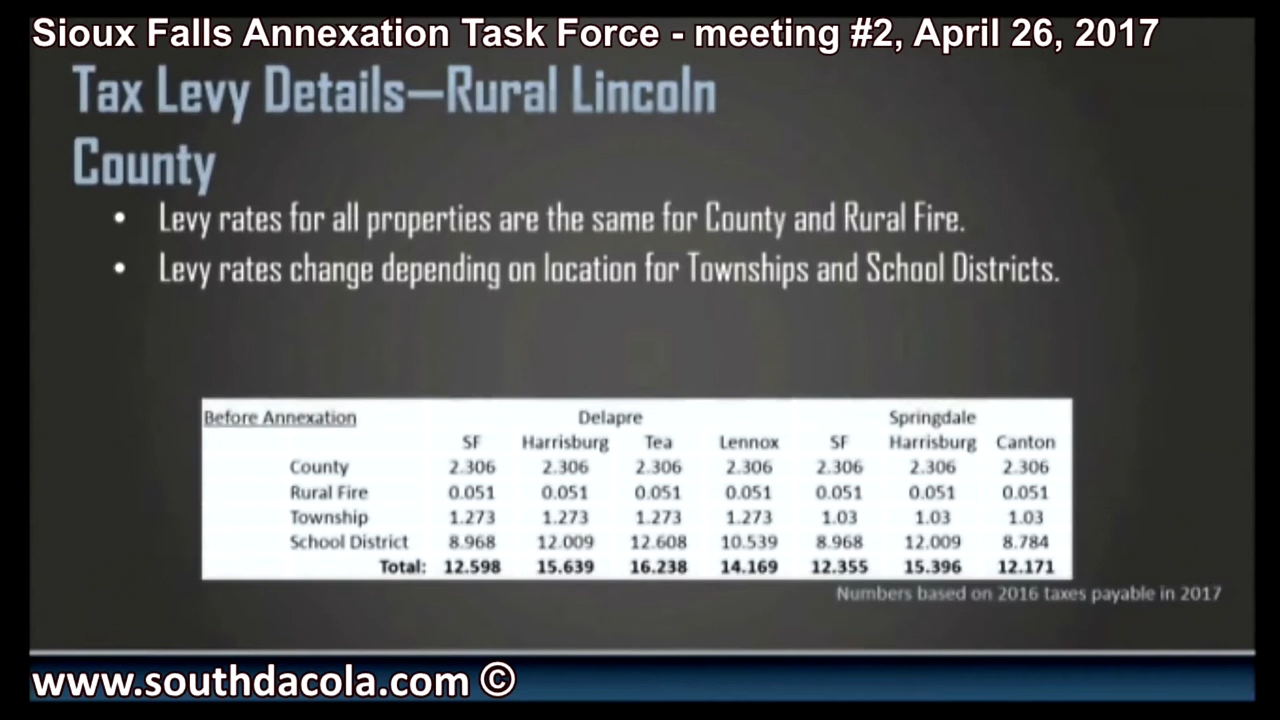 Sioux Falls Annexation Task Force - meeting #2, April 26, 2017
Tax Levy Details—Rural Lincoln
County
• Levy rates for all properties are the same for County and Rural Fire.
• Levy rates change depending on location for Townships and School Districts.
Before Annexation Delapre Springdale
SF Harrisburg Tea Lennox SF Harrisburg Canton
County 2.306 2.306 2.306 2.306 2.306 2.306 2.306
Rural Fire 0.051 0.051 0.051 0.051 0.051 0.051 0.051
Township 1.273 1.273 1.273 1.273 1.03 1.03 1.03
School District 8.968 12.009 12.608 10.539 8.968 12.009 8.784
Total: 12.598 15.639 16.238 14.169 12.355 15.396 12.171
Numbers based on 2016 taxes payable in 2017
www.southdacola.com ©